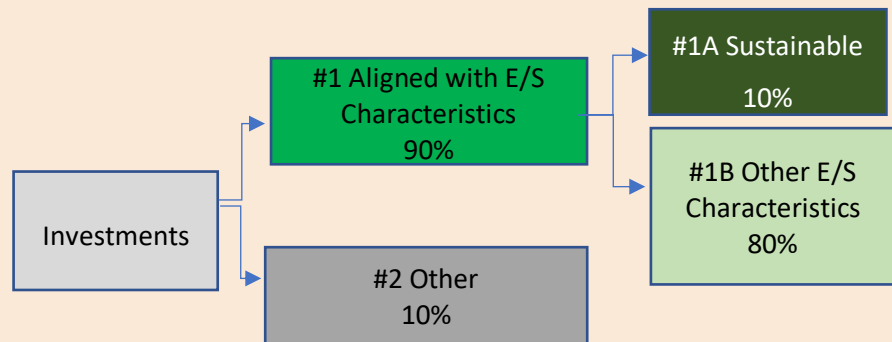 Investments
#1 Aligned with E/S
Characteristics
90%
#2 Other
10%
#1A Sustainable
10%
#1B Other E/S
Characteristics
80%